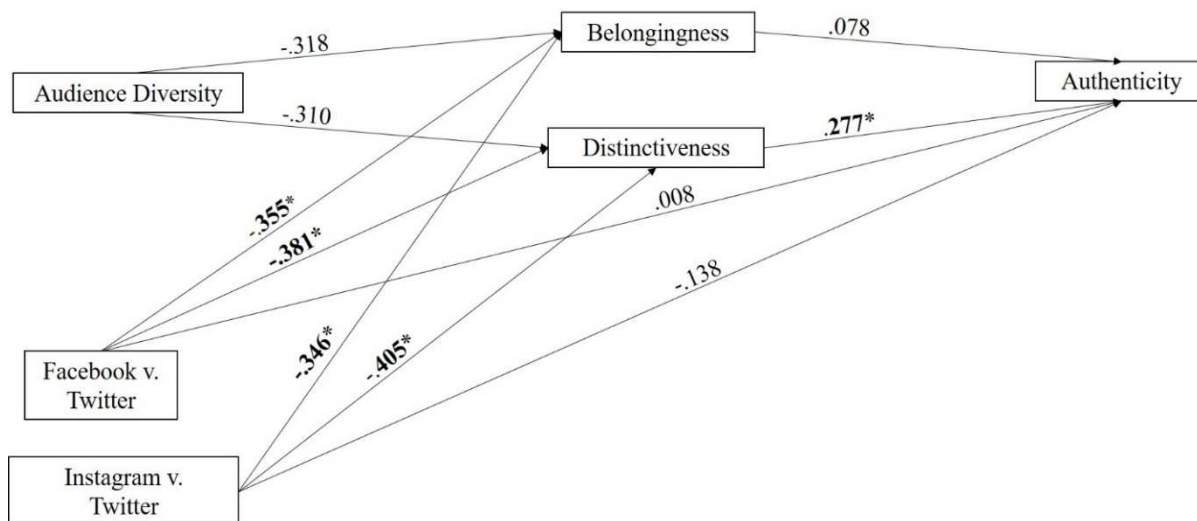 Belongingness
.078
-.318
Audience Diversity
Authenticity
-.310
.277*
Distinctiveness
.008
-.355*
-.381*
-.138
-.346*
-.405*
Facebook v.
Twitter
Instagram v.
Twitter